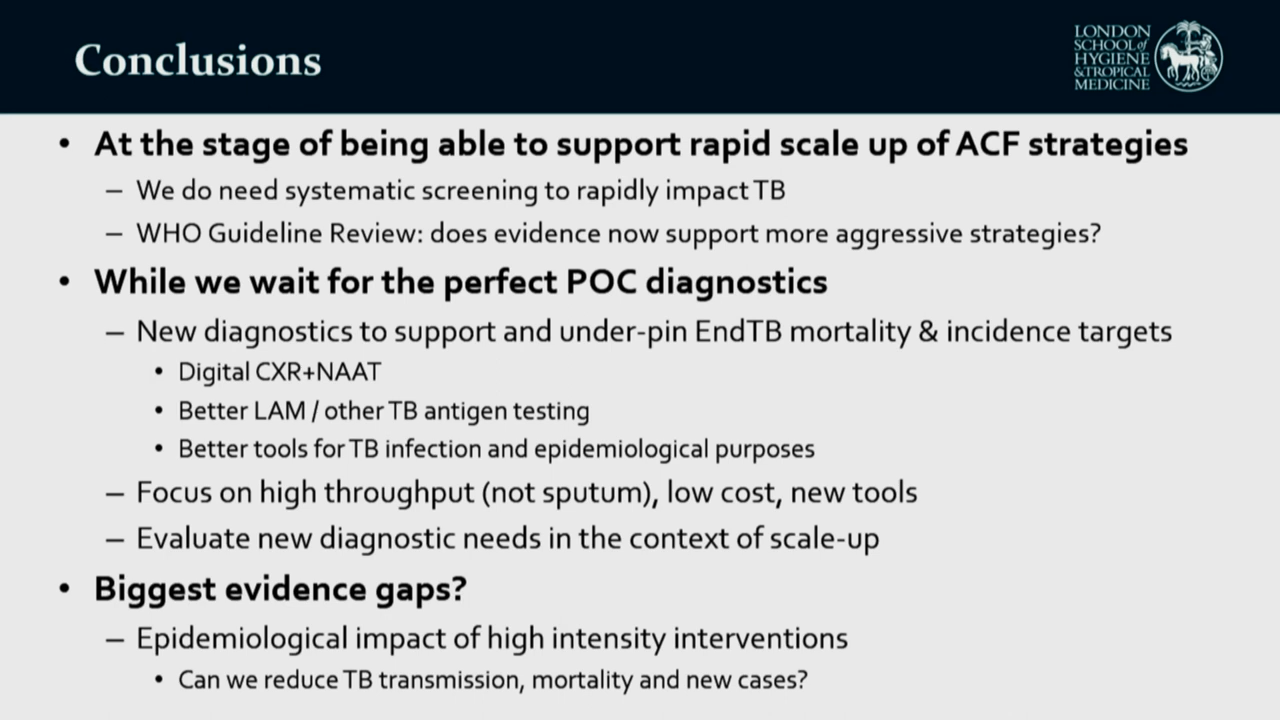 Conclusions
LONDON
SCHOOL of
HYGIENE
& TROPICAL
MEDICINE
• At the stage of being able to support rapid scale up of ACF strategies
– We do need systematic screening to rapidly impact TB
– WHO Guideline Review: does evidence now support more aggressive strategies?
• While we wait for the perfect POC diagnostics
– New diagnostics to support and under-pin EndTB mortality & incidence targets
• Digital CXR+NAAT
• Better LAM / other TB antigen testing
• Better tools for TB infection and epidemiological purposes
– Focus on high throughput (not sputum), low cost, new tools
– Evaluate new diagnostic needs in the context of scale-up
• Biggest evidence gaps?
– Epidemiological impact of high intensity interventions
• Can we reduce TB transmission, mortality and new cases?